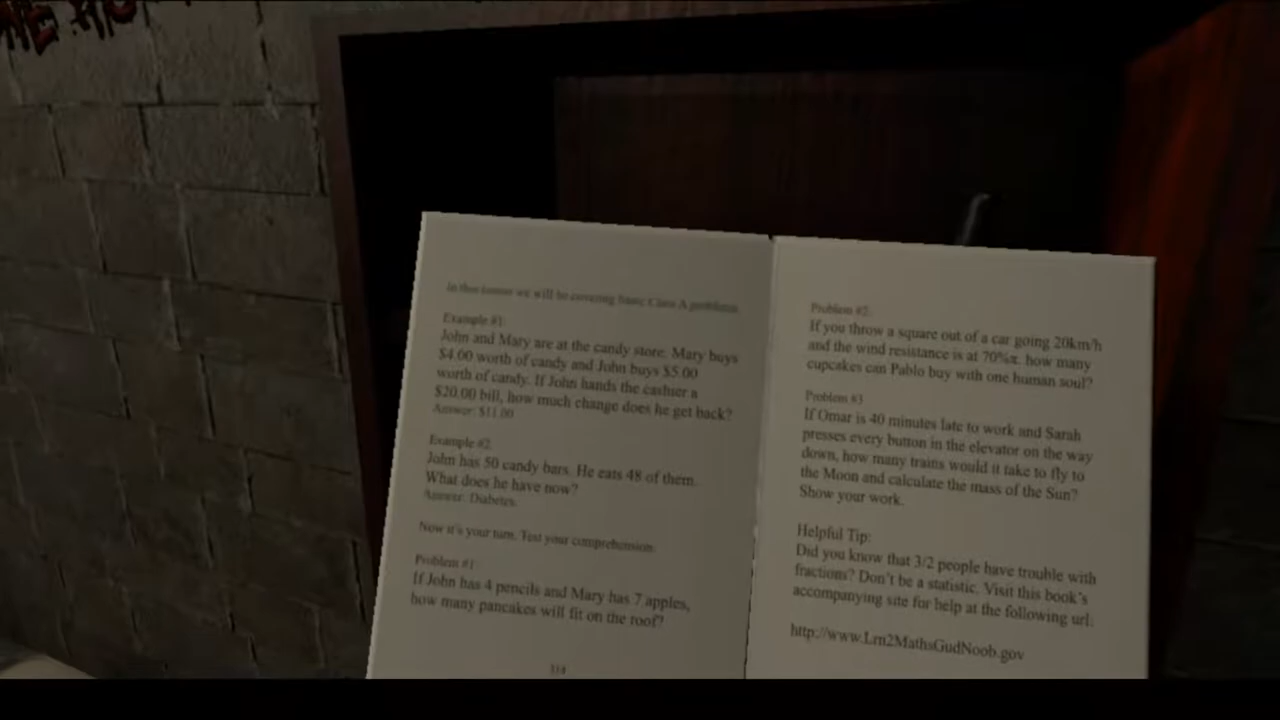 In this lesson we will be covering Basic Class A problems.
Example #1:
John and Mary are at the candy store. Mary buys
$4.00 worth of candy and John buys $5.00
worth of candy. If John hands the cashier a
$20.00 bill, how much change does he get back?
Answer: $11.00
Example #2
John has 50 candy bars. He eats 48 of them.
What does he have now?
Answer: Diabetes.
Now it's your turn. Test your comprehension.
Problem #1:
If John has 4 pencils and Mary has 7 apples,
how many pancakes will fit on the roof?
314
Problem #2:
If you throw a square out of a car going 20km/h
and the wind resistance is at 70%x. how many
cupcakes can Pablo buy with one human soul?
Problem #3
If Omar is 40 minutes late to work and Sarah
presses every button in the elevator on the way
down, how many trains would it take to fly to
the Moon and calculate the mass of the Sun?
Show your work.
Helpful Tip:
Did you know that 3/2 people have trouble with
fractions? Don't be a statistic. Visit this book's
accompanying site for help at the following url:
http://www.Lrn2MathsGudNoob.gov